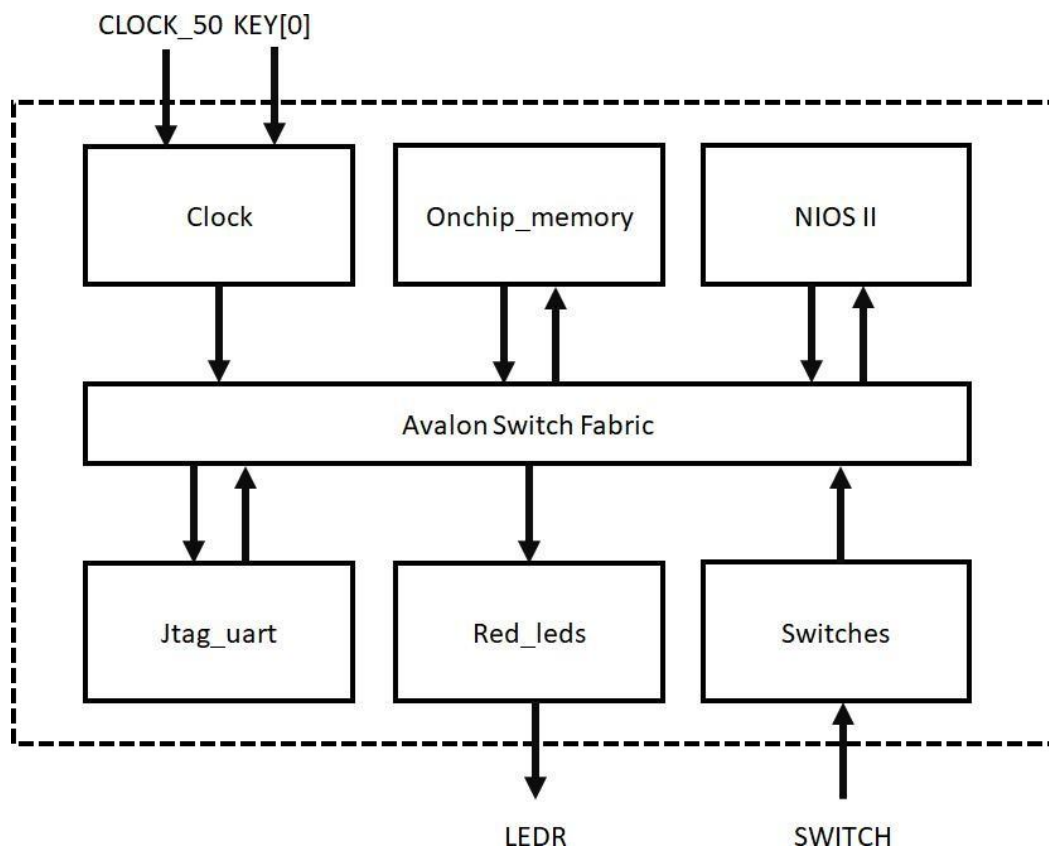 CLOCK_50 KEY[0]
Clock
Onchip_memory
NIOS II
Avalon Switch Fabric
Jtag_uart
Red_leds
Switches
LEDR
SWITCH